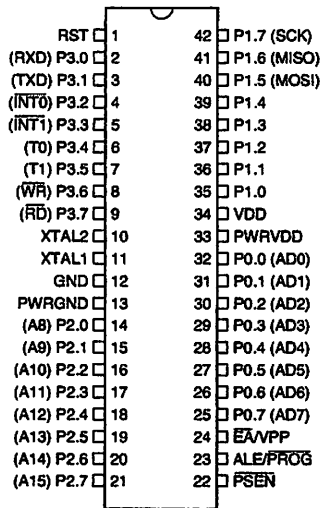 RST 1 42 P1.7 (SCK)
(RXD) P3.0 2 41 P1.6 (MISO)
(TXD) P3.1 3 40 P1.5 (MOSI)
(I̅N̅T̅0̅) P3.2 4 39 P1.4
(I̅N̅T̅1̅) P3.3 5 38 P1.3
(T0) P3.4 6 37 P1.2
(T1) P3.5 7 36 P1.1
(W̅R̅) P3.6 8 35 P1.0
(R̅D̅) P3.7 9 34 VDD
XTAL2 10 33 PWRVDD
XTAL1 11 32 P0.0 (AD0)
GND 12 31 P0.1 (AD1)
PWRGND 13 30 P0.2 (AD2)
(A8) P2.0 14 29 P0.3 (AD3)
(A9) P2.1 15 28 P0.4 (AD4)
(A10) P2.2 16 27 P0.5 (AD5)
(A11) P2.3 17 26 P0.6 (AD6)
(A12) P2.4 18 25 P0.7 (AD7)
(A13) P2.5 19 24 E̅A̅/VPP
(A14) P2.6 20 23 ALE/P̅R̅O̅G̅
(A15) P2.7 21 22 P̅S̅E̅N̅